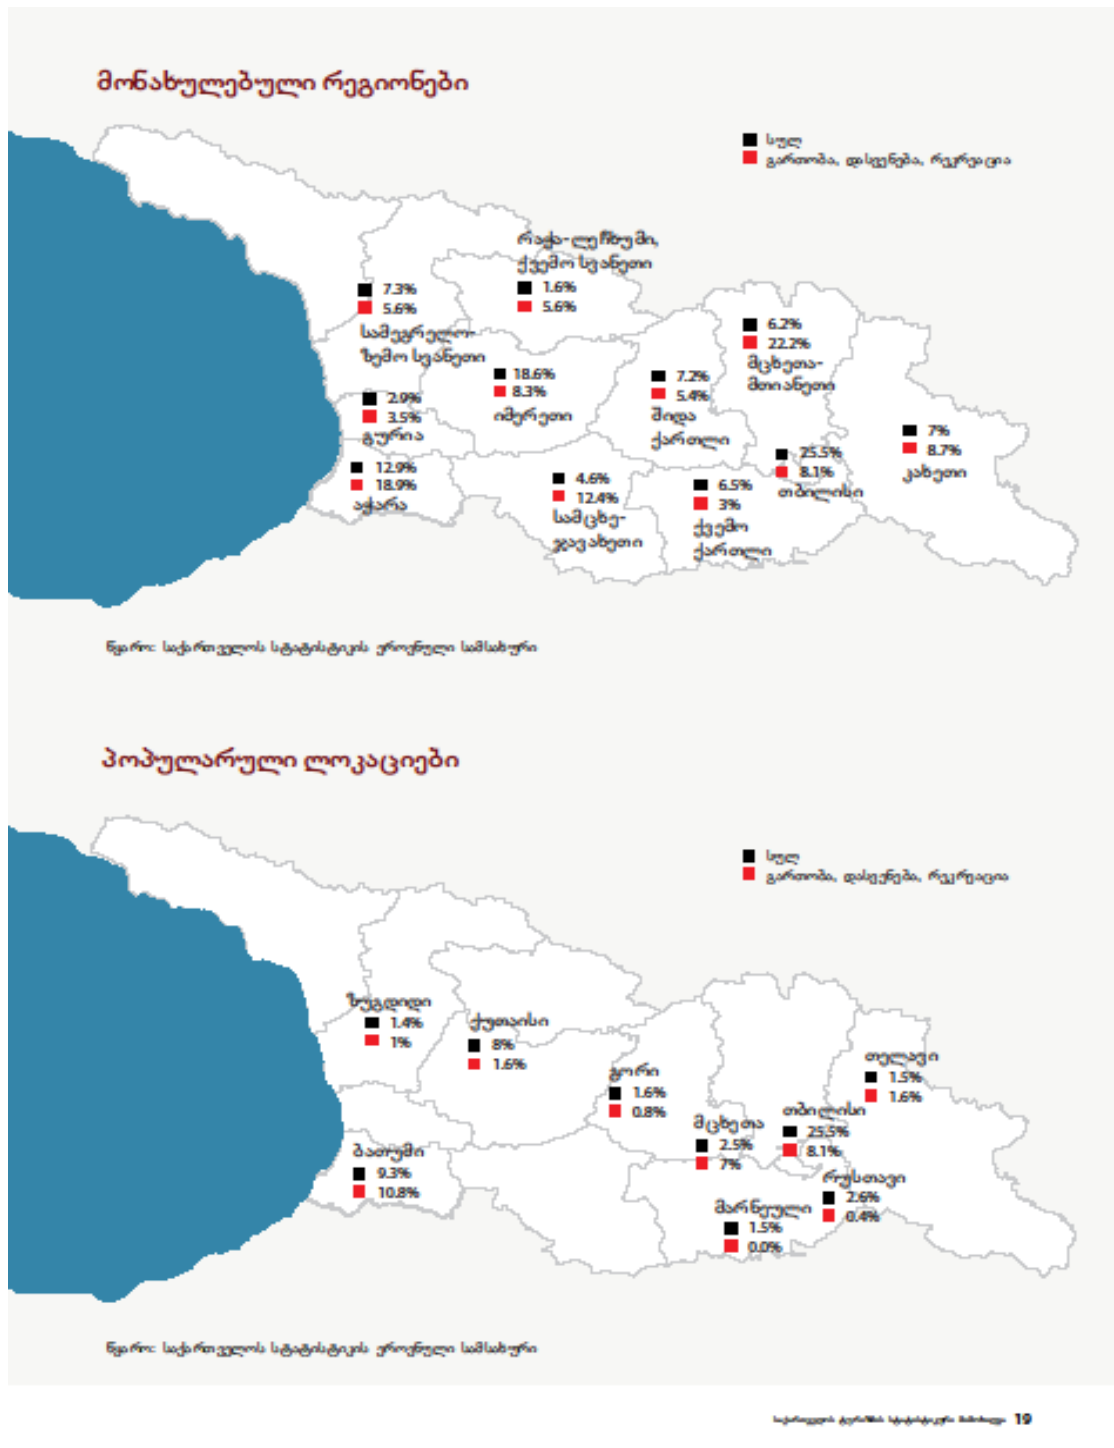 მონახულებული რეგიონები
სულ
გართობა, დასვენება, რეკრეაცია
რაჭა-ლეჩხუმი,
ქვემო სვანეთი
1.6%
5.6%
7.3%
5.6%
სამეგრელო-
ზემო სვანეთი
6.2%
22.2%
მცხეთა-
მთიანეთი
18.6%
8.3%
იმერეთი
7.2%
5.4%
შიდა
ქართლი
2.9%
3.5%
გურია
7%
8.7%
კახეთი
25.5%
8.1%
თბილისი
12.9%
18.9%
აჭარა
4.6%
12.4%
სამცხე-
ჯავახეთი
6.5%
3%
ქვემო
ქართლი
წყარო: საქართველოს სტატისტიკის ეროვნული სამსახური
პოპულარული ლოკაციები
სულ
გართობა, დასვენება, რეკრეაცია
ზუგდიდი
1.4%
1%
ქუთაისი
8%
1.6%
თელავი
1.5%
1.6%
გორი
1.6%
0.8%
თბილისი
25.5%
8.1%
მცხეთა
2.5%
7%
ბათუმი
9.3%
10.8%
რუსთავი
2.6%
0.4%
მარნეული
1.5%
0.0%
წყარო: საქართველოს სტატისტიკის ეროვნული სამსახური
საქართველოს ტურიზმის სტატისტიკური მიმოხილვა 19